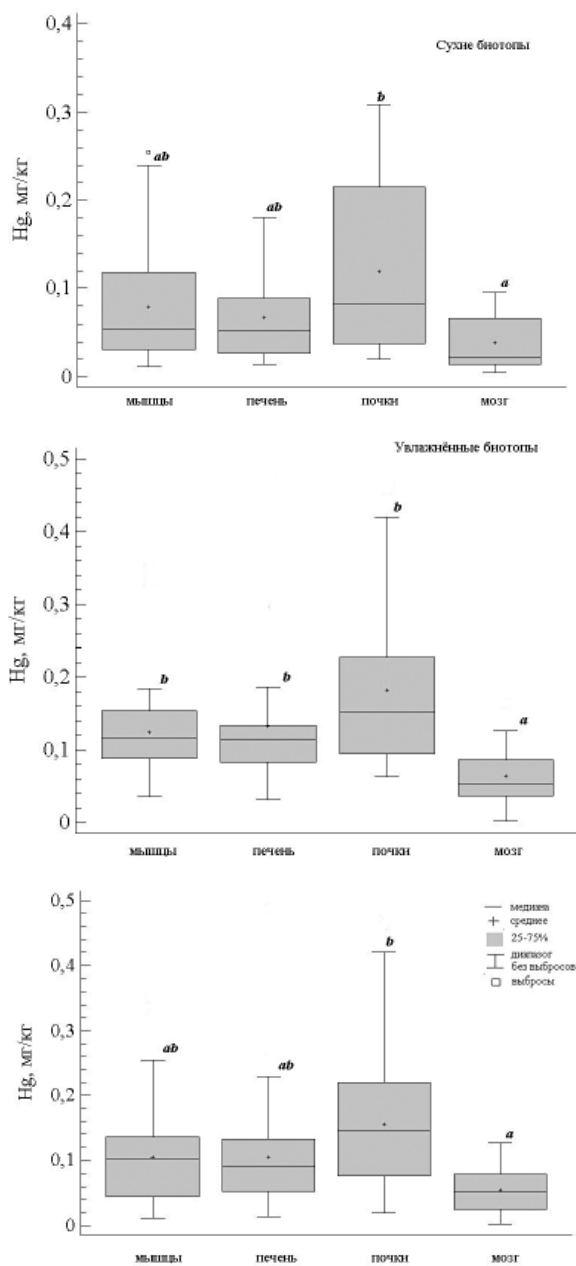 0,4
Сухие биотопы
b
0,3
ab
ab
0,2
a
0,1
0
Hg, мг/кг
мышцы печень почки мозг
Увлажнённые биотопы
0,5
b
0,4
0,3
b b
0,2
a
0,1
0
Hg, мг/кг
мышцы печень почки мозг
0,5
медиана
среднее
25-75%
диапазог
без выбросов
выбросы
b
0,4
0,3
ab ab
0,2
a
0,1
0
Hg, мг/кг
мышцы печень почки мозг